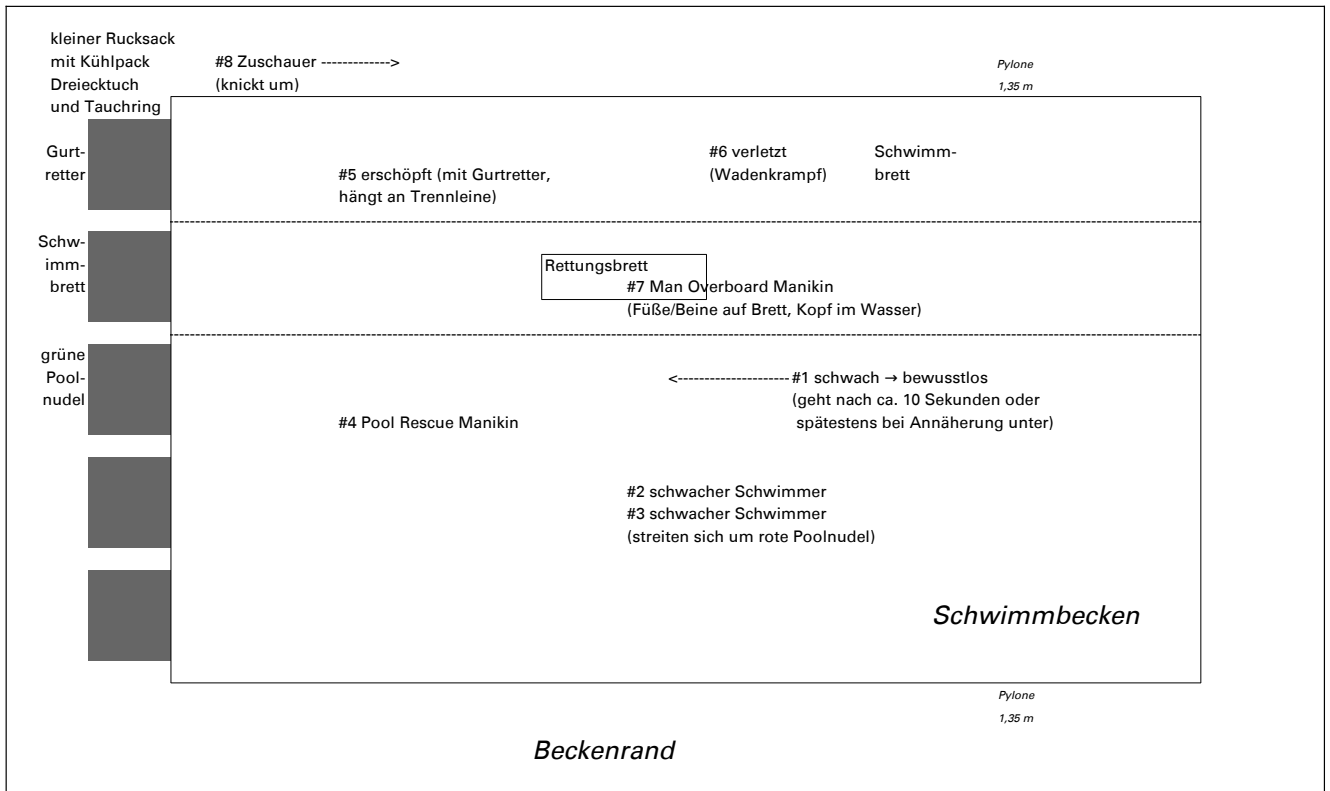 kleiner Rucksack
mit Kühlpack
Dreiecktuch
und Tauchring
#8 Zuschauer ------------->
(knickt um)
Pylone
1,35 m
Gurt-
retter
#5 erschöpft (mit Gurtretter,
hängt an Trennleine)
#6 verletzt
(Wadenkrampf)
Schwimm-
brett
Schw-
imm-
brett
Rettungsbrett
#7 Man Overboard Manikin
(Füße/Beine auf Brett, Kopf im Wasser)
grüne
Pool-
nudel
<--------------------- #1 schwach → bewusstlos
(geht nach ca. 10 Sekunden oder
spätestens bei Annäherung unter)
#4 Pool Rescue Manikin
#2 schwacher Schwimmer
#3 schwacher Schwimmer
(streiten sich um rote Poolnudel)
Schwimmbecken
Pylone
1,35 m
Beckenrand